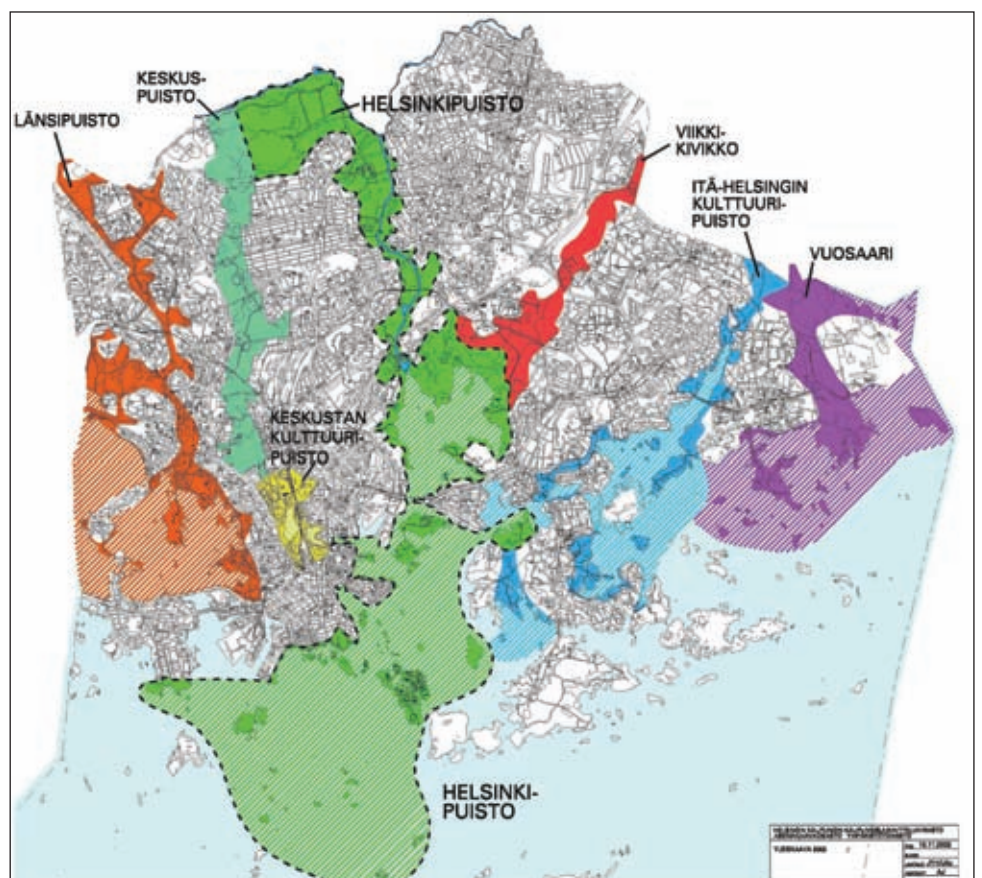 KESKUS-
PUISTO
HELSINKIPUISTO
LÄNSIPUISTO
VIIKKI-
KIVIKKO
ITÄ-HELSINGIN
KULTTUURI-
PUISTO
VUOSAARI
KESKUSTAN
KULTTUURI-
PUISTO
HELSINKI-
PUISTO